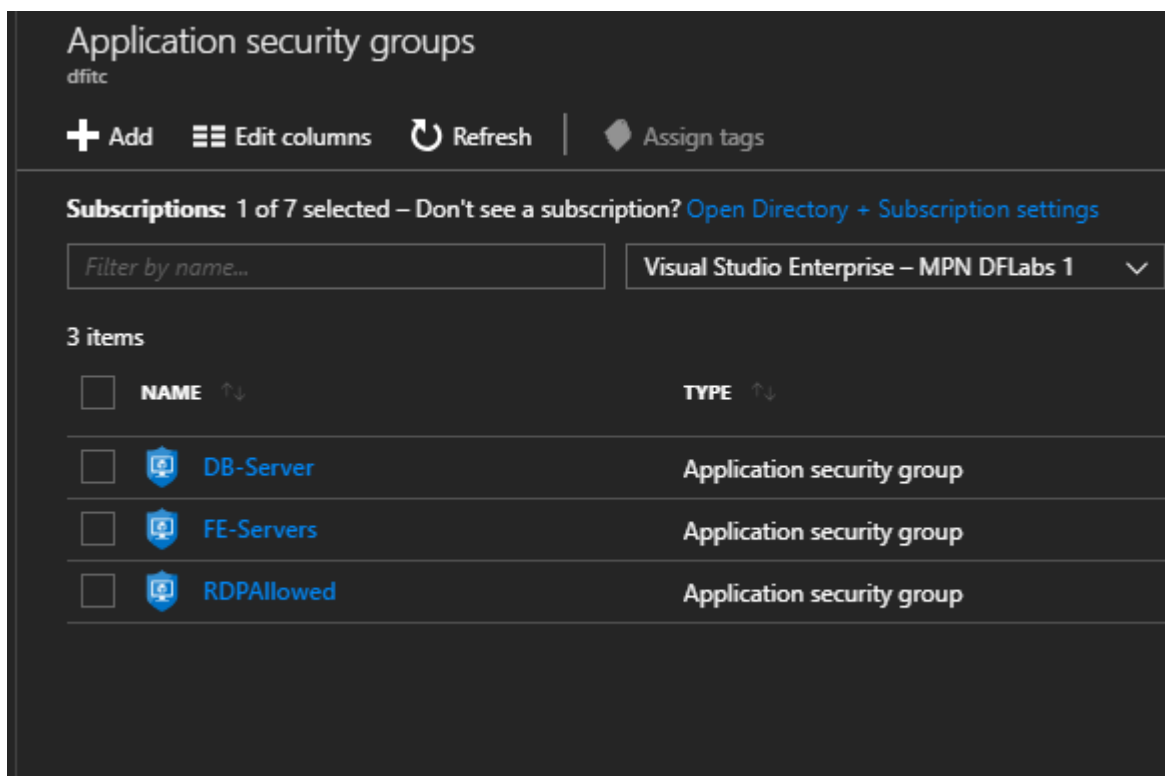 Application security groups
dfitc
Add Edit columns Refresh Assign tags
Subscriptions: 1 of 7 selected – Don't see a subscription? Open Directory + Subscription settings
Filter by name... Visual Studio Enterprise – MPN DFLabs 1
3 items
NAME TYPE
DB-Server Application security group
FE-Servers Application security group
RDPAllowed Application security group